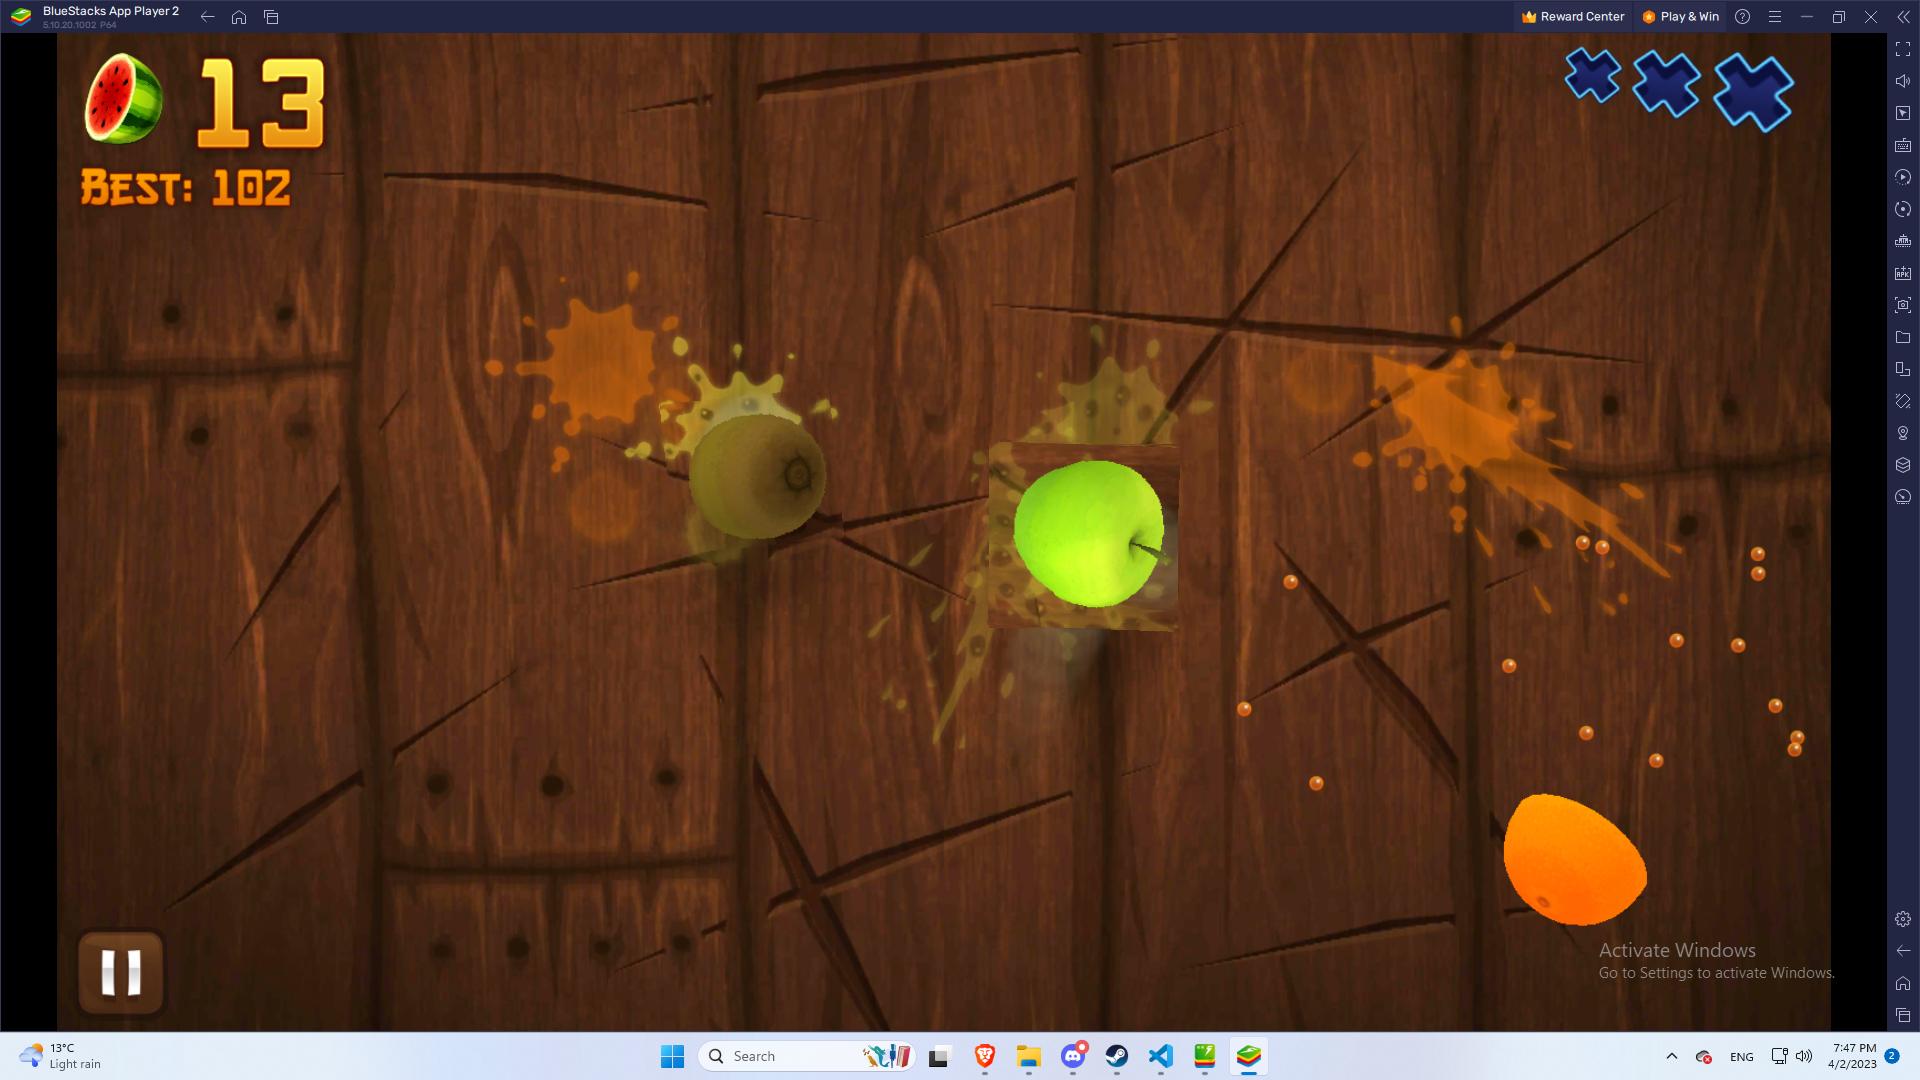 BlueStacks App Player 2
5.10.20.1002 P64
Reward Center
Play & Win
13
BEST: 102
Activate Windows
Go to Settings to activate Windows.
13°C
Light rain
Search
ENG
7:47 PM
4/2/2023
2